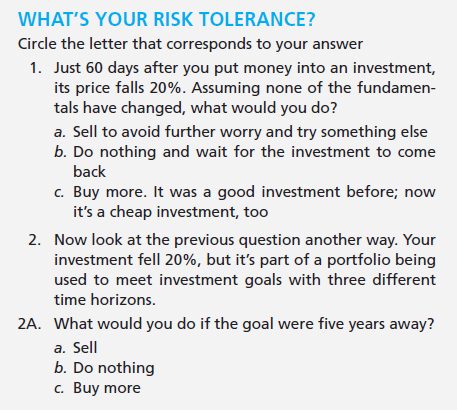 WHAT'S YOUR RISK TOLERANCE?
Circle the letter that corresponds to your answer
1. Just 60 days after you put money into an investment,
its price falls 20%. Assuming none of the fundamen-
tals have changed, what would you do?
a. Sell to avoid further worry and try something else
b. Do nothing and wait for the investment to come
back
c. Buy more. It was a good investment before; now
it's a cheap investment, too
2. Now look at the previous question another way. Your
investment fell 20%, but it's part of a portfolio being
used to meet investment goals with three different
time horizons.
2A. What would you do if the goal were five years away?
a. Sell
b. Do nothing
c. Buy more